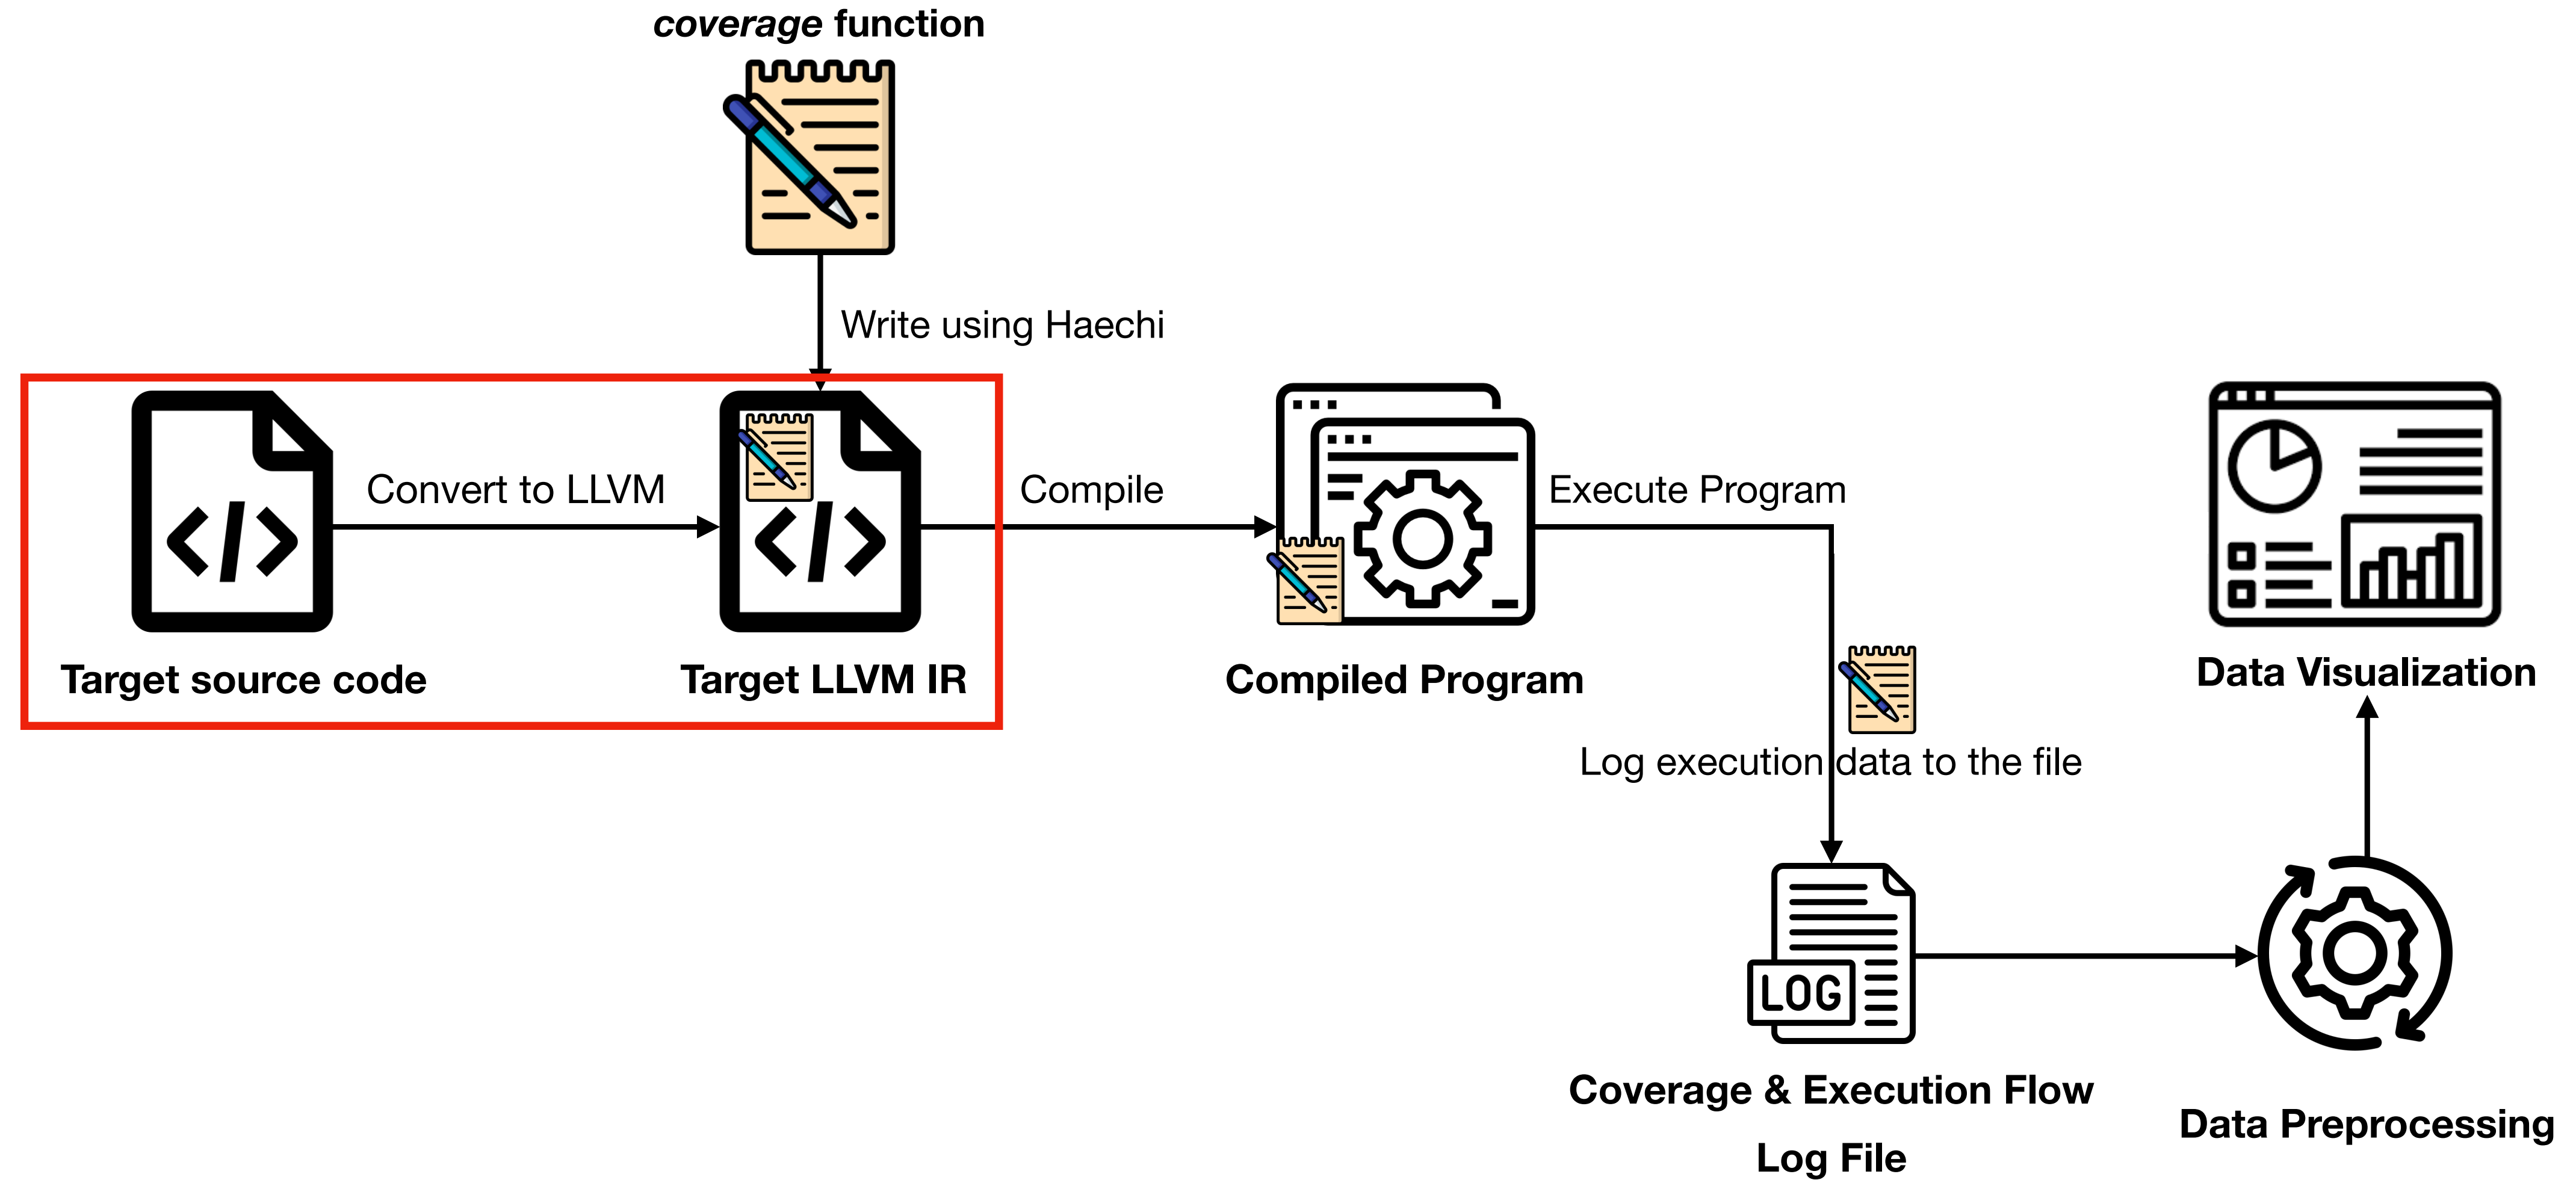 coverage function
Write using Haechi
Convert to LLVM
Compile
Execute Program
Target source code
Target LLVM IR
Compiled Program
Data Visualization
Log execution data to the file
LOG
Coverage & Execution Flow
Log File
Data Preprocessing